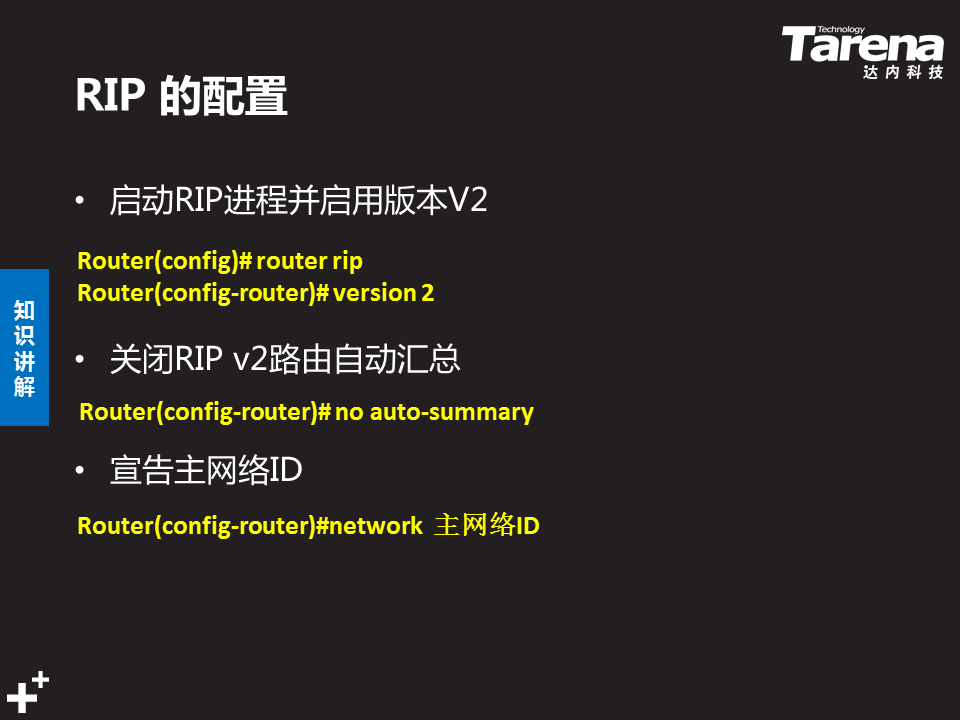 Technology
Tarena
达内科技
RIP 的配置
• 启动RIP进程并启用版本V2
Router(config)# router rip
Router(config-router)# version 2
知识讲解
• 关闭RIP v2路由自动汇总
Router(config-router)# no auto-summary
• 宣告主网络ID
Router(config-router)#network 主网络ID